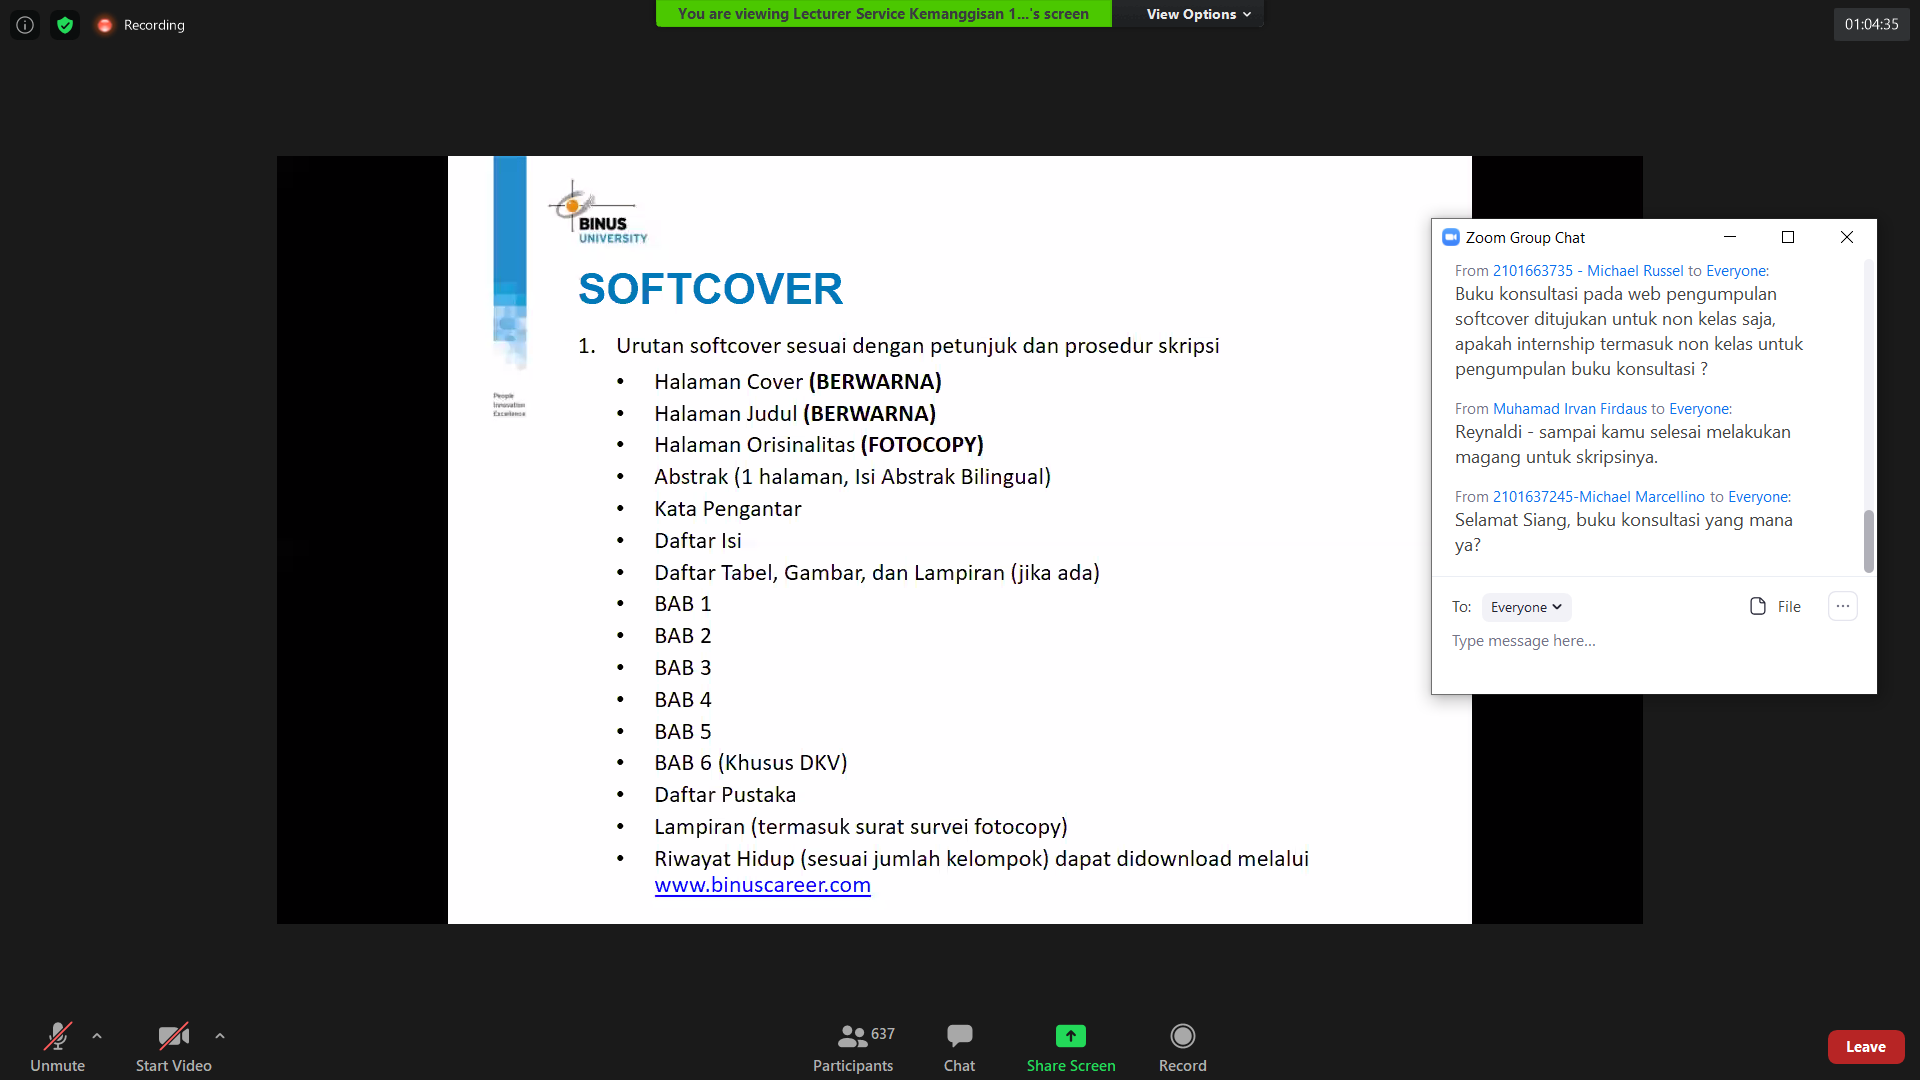 Recording
You are viewing Lecturer Service Kemanggisan 1...'s screen
View Options
01:04:35
BINUS
UNIVERSITY
People
Innovation
Excellence
SOFTCOVER
1. Urutan softcover sesuai dengan petunjuk dan prosedur skripsi
• Halaman Cover (BERWARNA)
• Halaman Judul (BERWARNA)
• Halaman Orisinalitas (FOTOCOPY)
• Abstrak (1 halaman, Isi Abstrak Bilingual)
• Kata Pengantar
• Daftar Isi
• Daftar Tabel, Gambar, dan Lampiran (jika ada)
• BAB 1
• BAB 2
• BAB 3
• BAB 4
• BAB 5
• BAB 6 (Khusus DKV)
• Daftar Pustaka
• Lampiran (termasuk surat survei fotocopy)
• Riwayat Hidup (sesuai jumlah kelompok) dapat didownload melalui
www.binuscareer.com
Zoom Group Chat
From 2101663735 - Michael Russel to Everyone:
Buku konsultasi pada web pengumpulan
softcover ditujukan untuk non kelas saja,
apakah internship termasuk non kelas untuk
pengumpulan buku konsultasi ?
From Muhamad Irvan Firdaus to Everyone:
Reynaldi - sampai kamu selesai melakukan
magang untuk skripsinya.
From 2101637245-Michael Marcellino to Everyone:
Selamat Siang, buku konsultasi yang mana
ya?
To: Everyone
File
...
Type message here...
Unmute
Start Video
637
Participants
Chat
Share Screen
Record
Leave